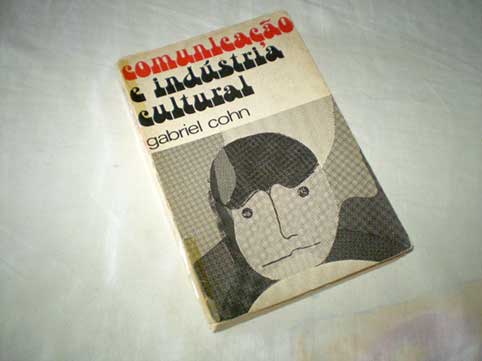 comunicação
e indústria
cultural
gabriel cohn